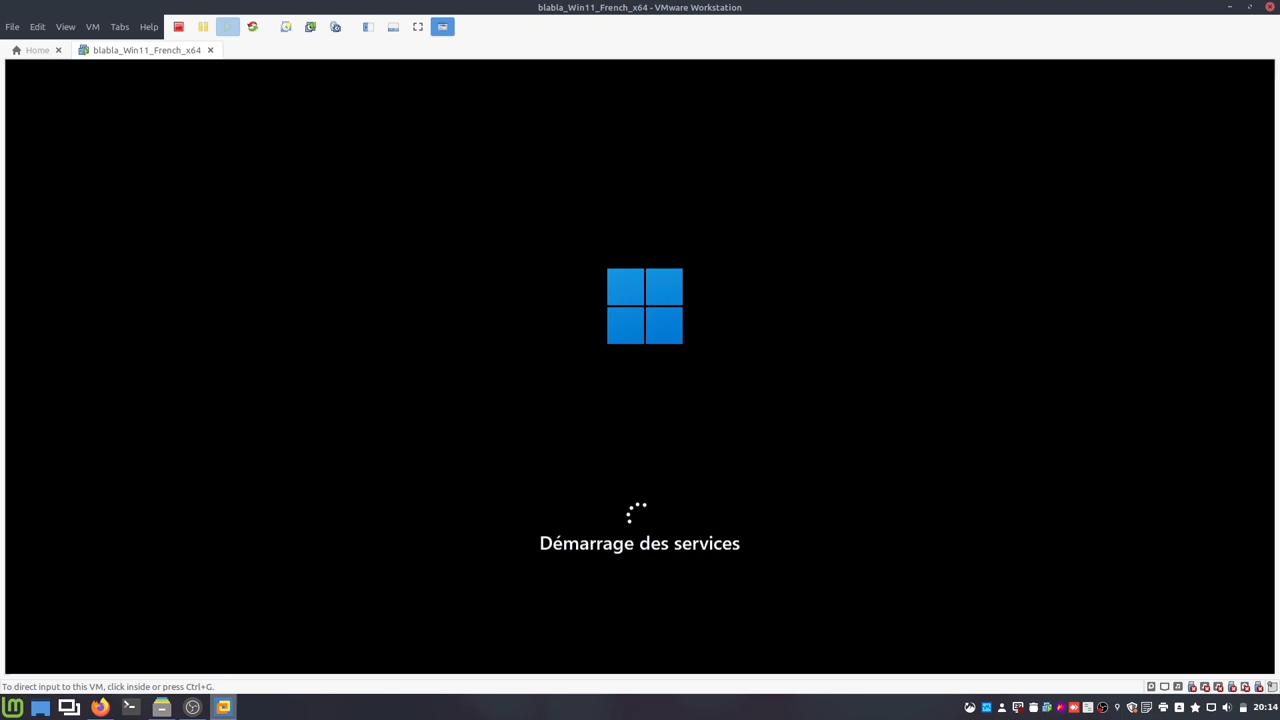 blabla_Win11_French_x64 - VMware Workstation
File Edit View VM Tabs Help
Home blabla_Win11_French_x64
Démarrage des services
To direct input to this VM, click inside or press Ctrl+G.
20:14